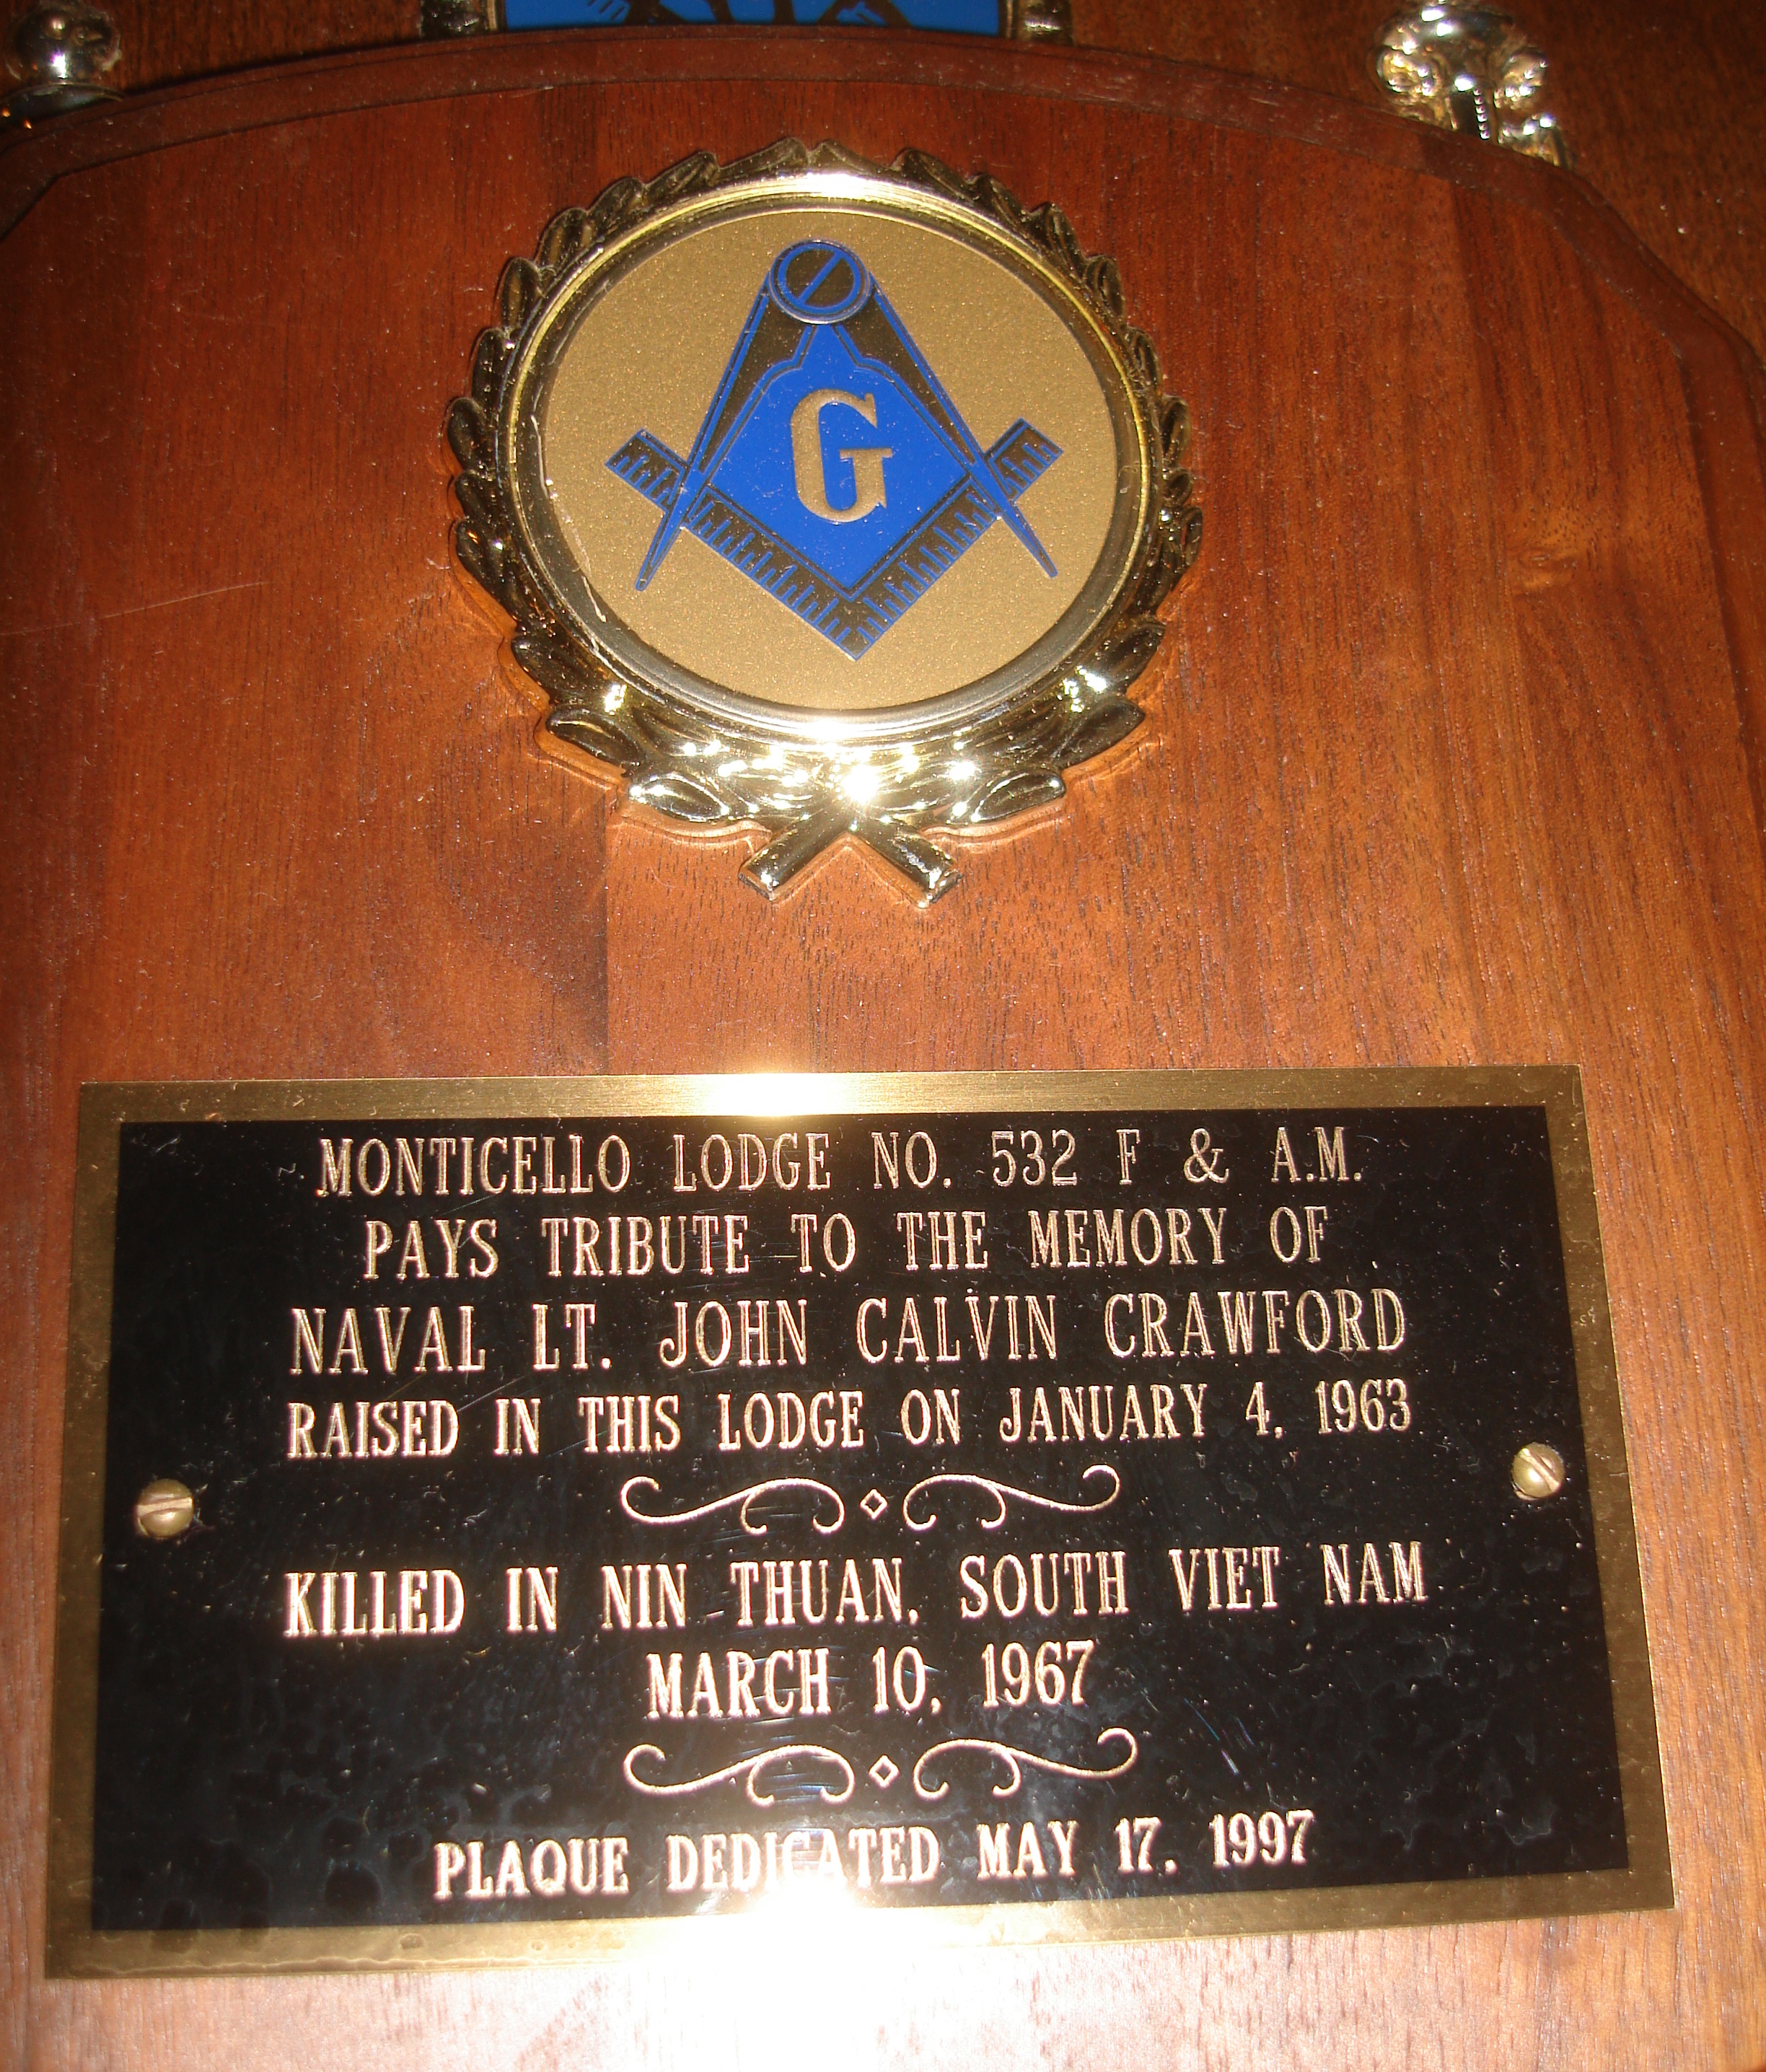 G
MONTICELLO LODGE NO. 532 F & A.M.
PAYS TRIBUTE TO THE MEMORY OF
NAVAL LT. JOHN CALVIN CRAWFORD
RAISED IN THIS LODGE ON JANUARY 4, 1963
KILLED IN NIN THUAN, SOUTH VIET NAM
MARCH 10, 1967
PLAQUE DEDICATED MAY 17, 1997